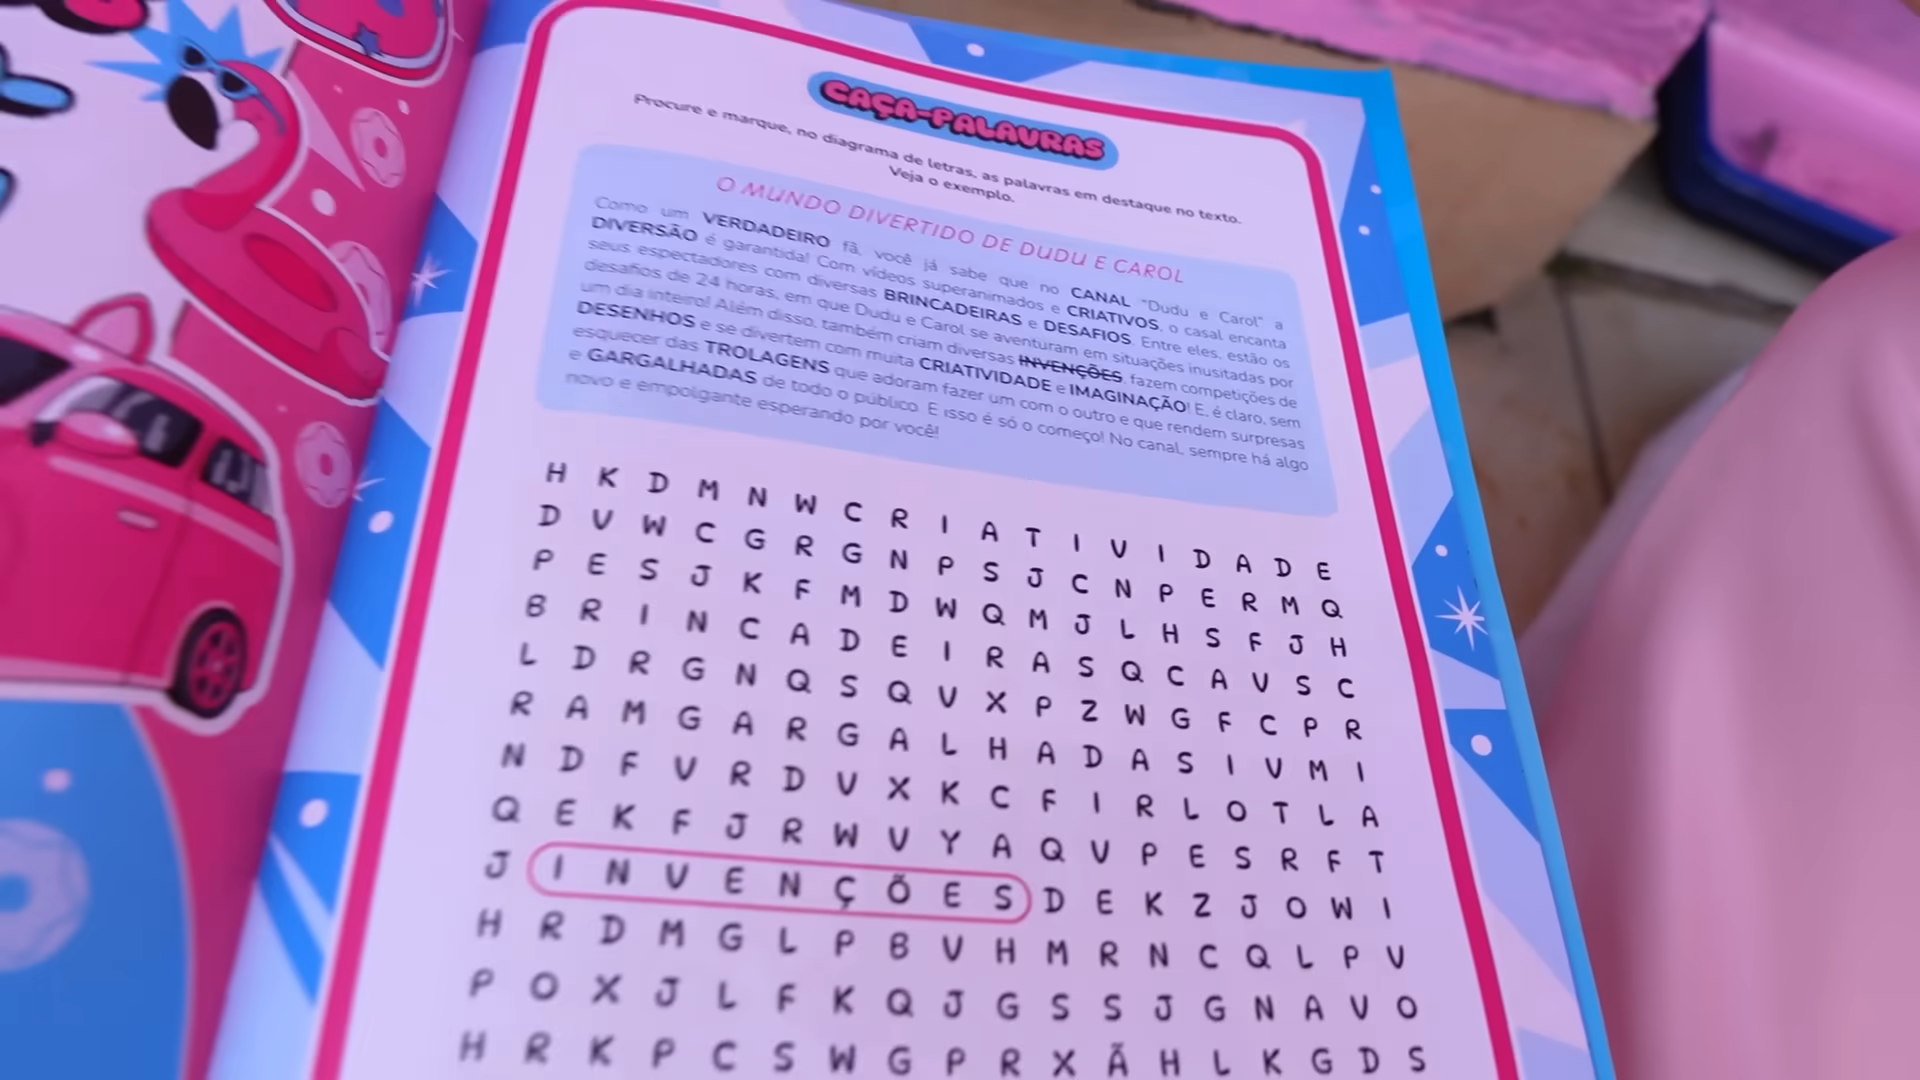 CAÇA-PALAVRAS
Procure e marque, no diagrama de letras, as palavras em destaque no texto.
Veja o exemplo.
O MUNDO DIVERTIDO DE DUDU E CAROL
Como um VERDADEIRO fã, você já sabe que no CANAL "Dudu e Carol" a
DIVERSÃO é garantida! Com vídeos superanimados e CRIATIVOS, o casal encanta
seus espectadores com diversas BRINCADEIRAS e DESAFIOS. Entre eles, estão os
desafios de 24 horas, em que Dudu e Carol se aventuram em situações inusitadas por
um dia inteiro! Além disso, também criam diversas INVENÇÕES, fazem competições de
DESENHOS e se divertem com muita CRIATIVIDADE e IMAGINAÇÃO! E, é claro, sem
esquecer das TROLAGENS que adoram fazer um com o outro e que rendem surpresas
e GARGALHADAS de todo o público. E isso é só o começo! No canal, sempre há algo
novo e empolgante esperando por você!
H K D M N W C R I A T I V I D A D E
D V W C G R G N P S J C N P E R M Q
P E S J K F M D W Q M J L H S F J H
B R I N C A D E I R A S Q C A V S C
L D R G N Q S Q V X P Z W G F C P R
R A M G A R G A L H A D A S I V M I
N D F V R D V X K C F I R L O T L A
Q E K F J R W V Y A Q V P E S R F T
J I N V E N Ç Õ E S D E K Z J O W I
H R D M G L P B V H M R N C Q L P V
P O X J L F K Q J G S S J G N A V O
H R K P C S W G P R X Ã H L K G D S